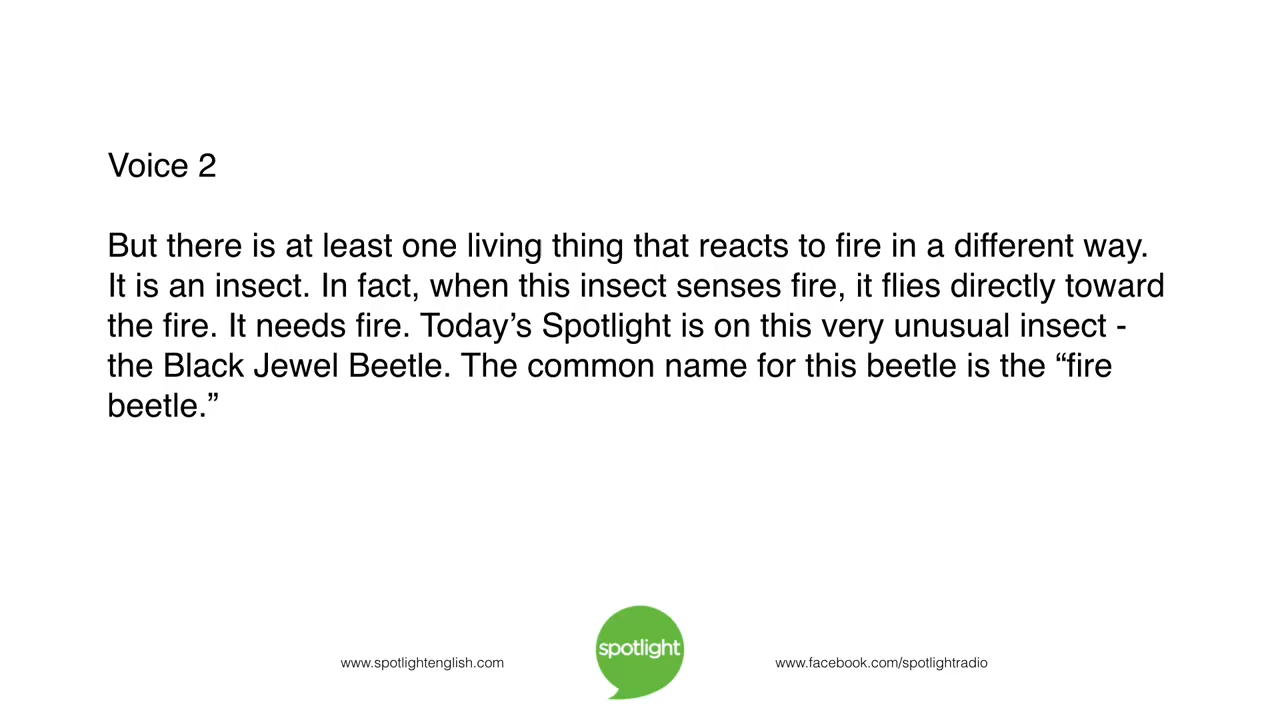 Voice 2
But there is at least one living thing that reacts to fire in a different way.
It is an insect. In fact, when this insect senses fire, it flies directly toward
the fire. It needs fire. Today’s Spotlight is on this very unusual insect -
the Black Jewel Beetle. The common name for this beetle is the “fire
beetle.”
www.spotlightenglish.com
spotlight
www.facebook.com/spotlightradio